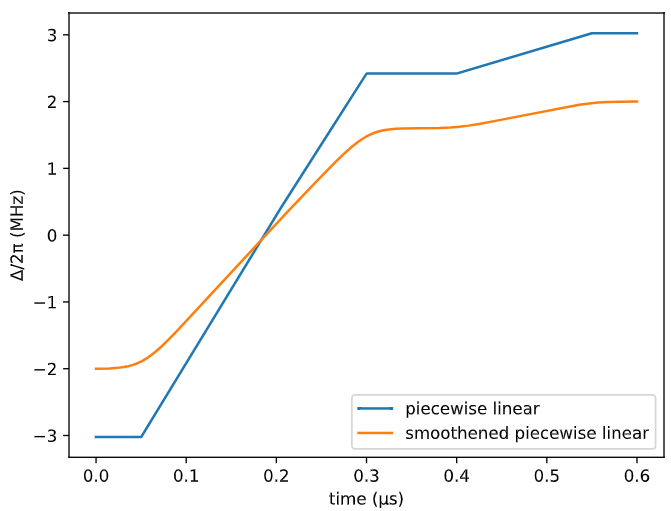 3
2
1
0
−1
−2
−3
Δ/2π (MHz)
0.0 0.1 0.2 0.3 0.4 0.5 0.6
time (μs)
piecewise linear
smoothened piecewise linear